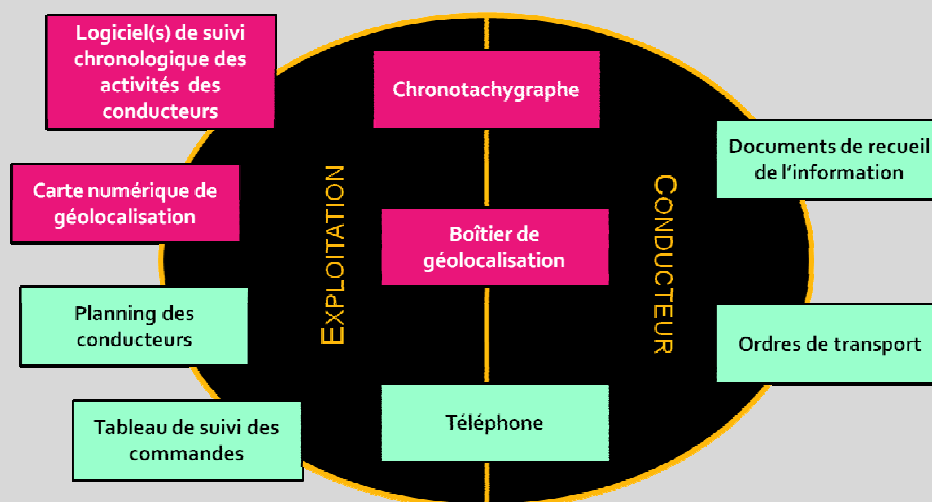 Logiciel(s) de suivi
chronologique des
activités des
conducteurs
Chronotachygraphe
Documents de recueil
de l'information
Carte numérique de
géolocalisation
EXPLOITATION
CONDUCTEUR
Boîtier de
géolocalisation
Planning des
conducteurs
Ordres de transport
Tableau de suivi des
commandes
Téléphone